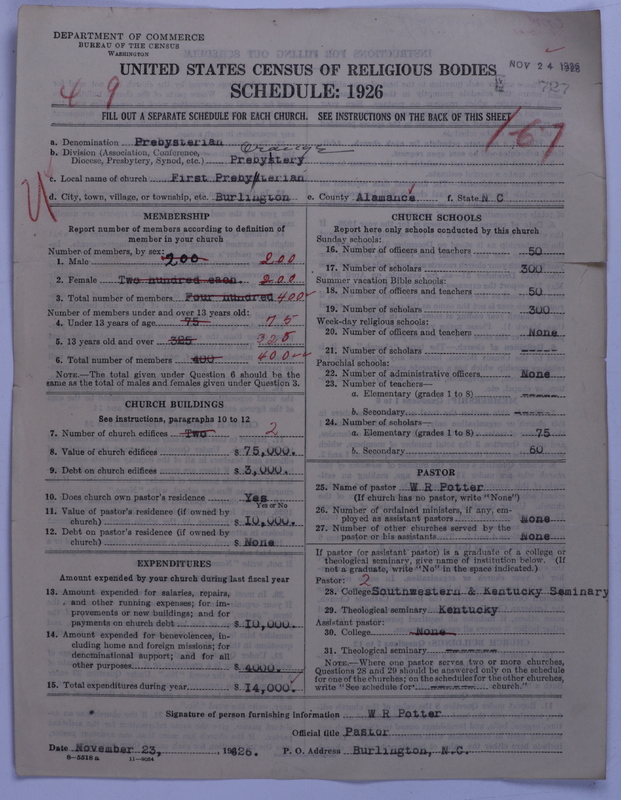 DEPARTMENT OF COMMERCE
BUREAU OF THE CENSUS
WASHINGTON
NOV 24 1926
727
UNITED STATES CENSUS OF RELIGIOUS BODIES
SCHEDULE: 1926
4 9
FILL OUT A SEPARATE SCHEDULE FOR EACH CHURCH. SEE INSTRUCTIONS ON THE BACK OF THIS SHEET
167
a. Denomination Presbyterian
Orange
b. Division (Association, Conference, Diocese, Presbytery, Synod, etc.) Presbytery
c. Local name of church First Presbyterian
d. City, town, village, or township, etc. Burlington e. County Alamance f. State N C
MEMBERSHIP
Report number of members according to definition of
member in your church
Number of members, by sex:
1. Male 200 200
2. Female Two hundred each. 200
3. Total number of members Four hundred 400
Number of members under and over 13 years old:
4. Under 13 years of age 75 75
5. 13 years old and over 325 325
6. Total number of members 400 400
NOTE.—The total given under Question 6 should be
same as the total of males and females given under Question 3.
CHURCH BUILDINGS
See instructions, paragraphs 10 to 12
7. Number of church edifices Two 2
8. Value of church edifices $ 75,000.
9. Debt on church edifices $ 3,000.
10. Does church own pastor's residence Yes
Yes or No
11. Value of pastor's residence (if owned by
church) $ 10,000.
12. Debt on pastor's residence (if owned by
church) $ None
EXPENDITURES
Amount expended by your church during last fiscal year
13. Amount expended for salaries, repairs,
and other running expenses; for im-
provements or new buildings; and for
payments on church debt $ 10,000.
14. Amount expended for benevolences, in-
cluding home and foreign missions; for
denominational support; and for all
other purposes $ 4000.
15. Total expenditures during year $ 14,000.
CHURCH SCHOOLS
Report here only schools conducted by this church
Sunday schools:
16. Number of officers and teachers 50
17. Number of scholars 300
Summer vacation Bible schools:
18. Number of officers and teachers 50
19. Number of scholars 300
Week-day religious schools:
20. Number of officers and teachers None
21. Number of scholars -----
Parochial schools:
22. Number of administrative officers None
23. Number of teachers—
a. Elementary (grades 1 to 8) -----
b. Secondary -----
24. Number of scholars—
a. Elementary (grades 1 to 8) 75
b. Secondary 60
PASTOR
25. Name of pastor W R Potter
(If church has no pastor, write "None")
26. Number of ordained ministers, if any, em-
ployed as assistant pastors None
27. Number of other churches served by the
pastor or his assistants None
If pastor (or assistant pastor) is a graduate of a college or
theological seminary, give name of institution below. (If
not a graduate, write "No" in the space indicated.)
Pastor: 2
28. College Southwestern & Kentucky Seminary
29. Theological seminary Kentucky
Assistant pastor:
30. College None
31. Theological seminary -------
NOTE.—Where one pastor serves two or more churches,
Questions 28 and 29 should be answered only on the schedule
for one of the churches; on the schedules for the other churches,
write "See schedule for ------- church."
Signature of person furnishing information W R Potter
Official title Pastor
Date November 23, 1926. P. O. Address Burlington, N.C.
8—5518 a 11—9054